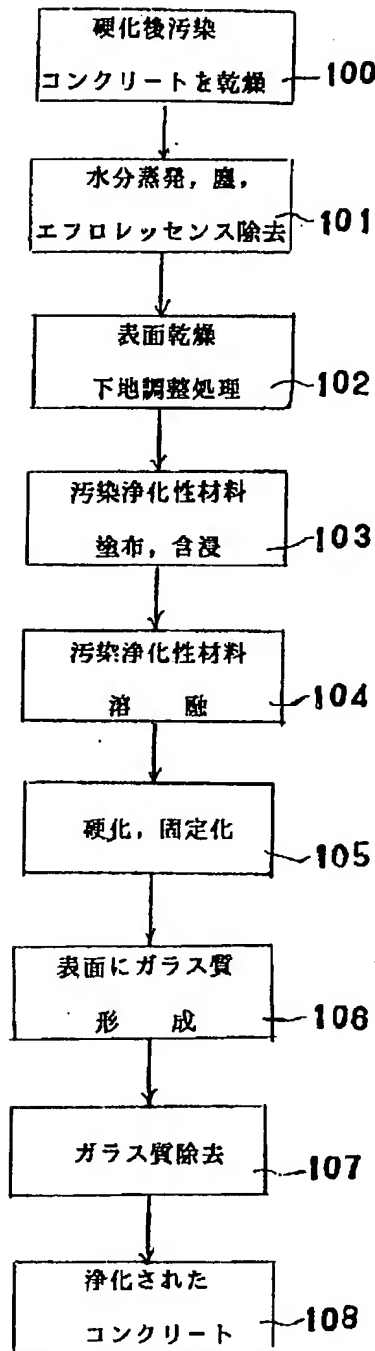 硬化後汚染
コンクリートを乾燥
100
水分蒸発,塵,
エフロレッセンス除去
101
表面乾燥
下地調整処理
102
汚染浄化性材料
塗布,含浸
103
汚染浄化性材料
溶 融
104
硬化,固定化
105
表面にガラス質
形 成
106
ガラス質除去
107
浄化された
コンクリート
108